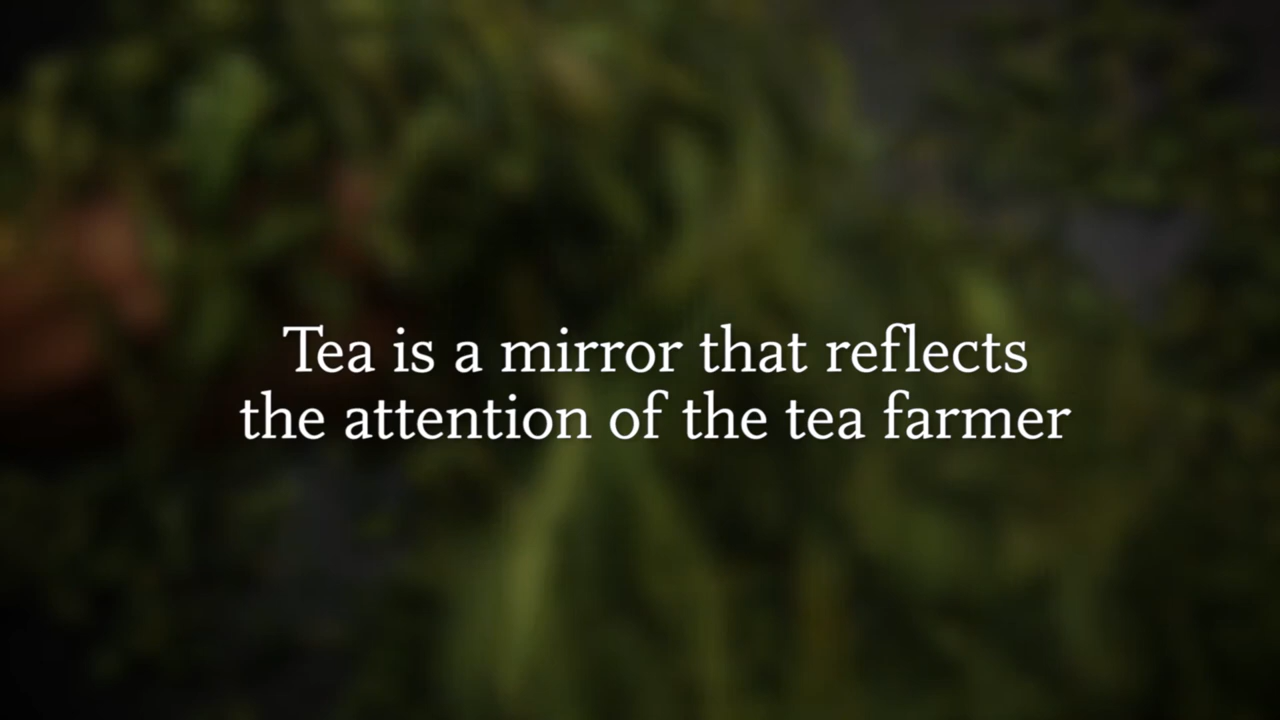 Tea is a mirror that reflects
the attention of the tea farmer